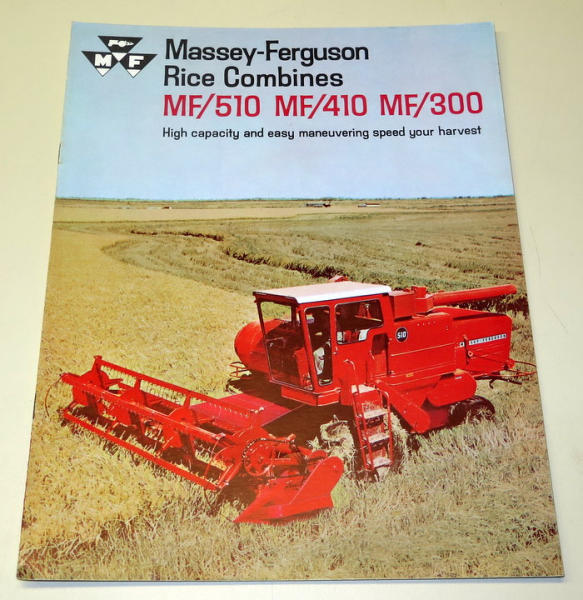 M F
Massey-Ferguson
Rice Combines
MF/510 MF/410 MF/300
High capacity and easy maneuvering speed your harvest
510